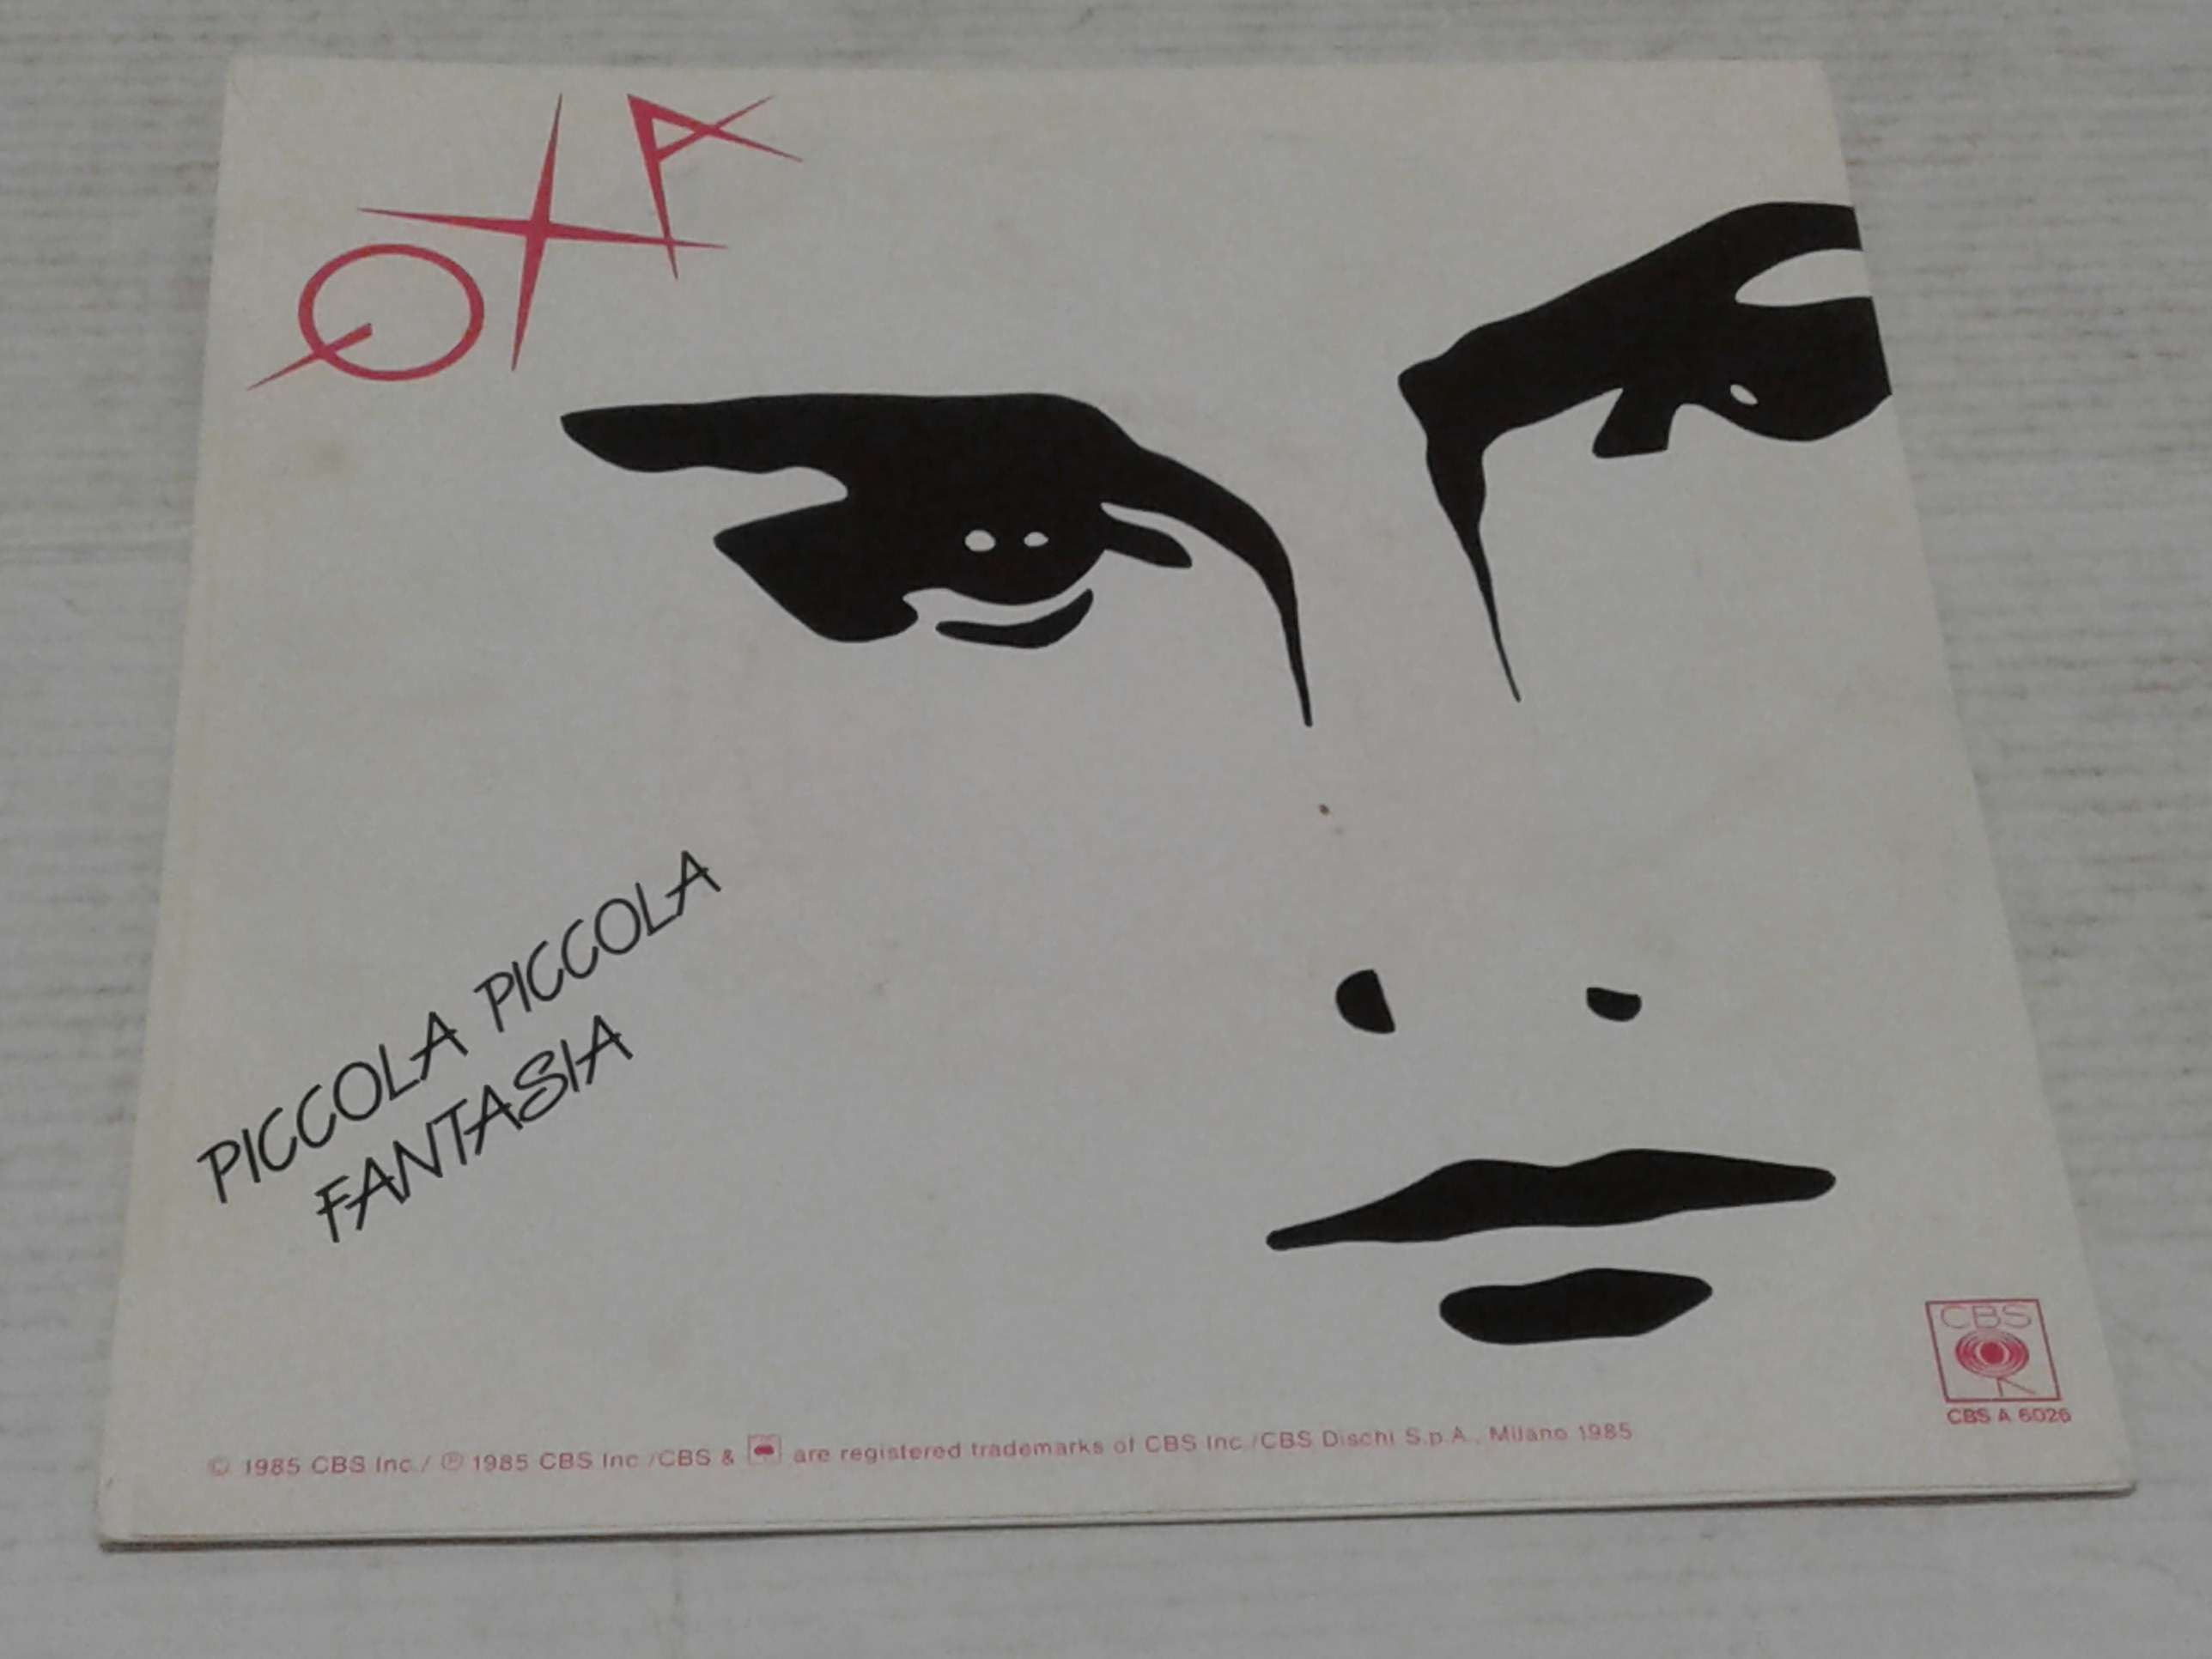 OXA
PICCOLA PICCOLA
FANTASIA
CBS
CBS A 6026
© 1985 CBS Inc./ ℗ 1985 CBS Inc./CBS & are registered trademarks of CBS Inc./CBS Dischi S.p.A., Milano 1985